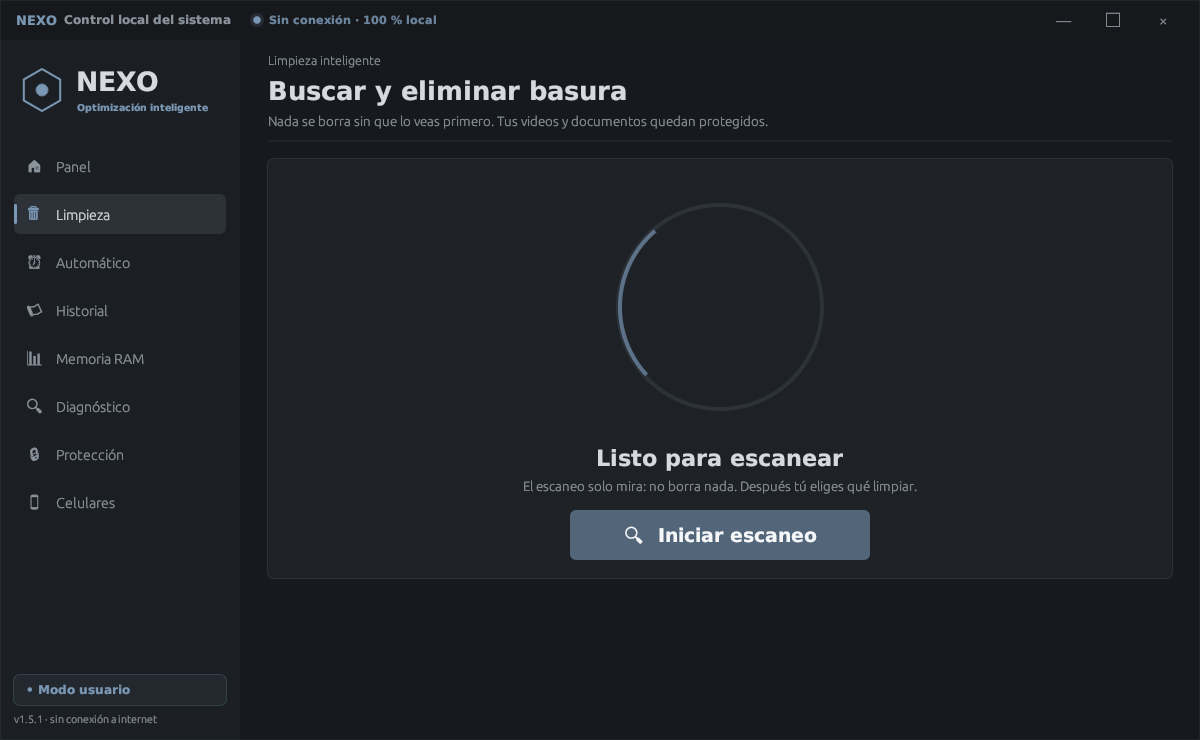 NEXO Control local del sistema
Sin conexión · 100 % local
NEXO
Optimización inteligente
Panel
Limpieza
Automático
Historial
Memoria RAM
Diagnóstico
Protección
Celulares
• Modo usuario
v1.5.1 · sin conexión a internet
Limpieza inteligente
Buscar y eliminar basura
Nada se borra sin que lo veas primero. Tus videos y documentos quedan protegidos.
Listo para escanear
El escaneo solo mira: no borra nada. Después tú eliges qué limpiar.
Iniciar escaneo